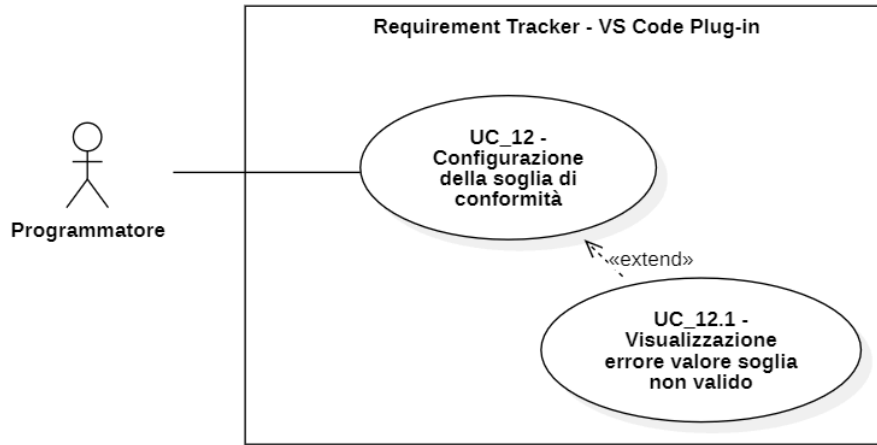 Requirement Tracker - VS Code Plug-in
UC_12 -
Configurazione
della soglia di
conformità
Programmatore
«extend»
UC_12.1 -
Visualizzazione
errore valore soglia
non valido